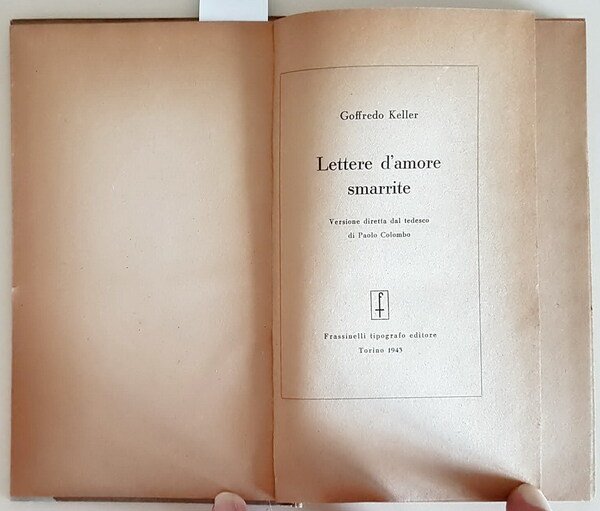 Goffredo Keller
Lettere d'amore
smarrite
Versione diretta dal tedesco
di Paolo Colombo
f
Frassinelli tipografo editore
Torino 1943